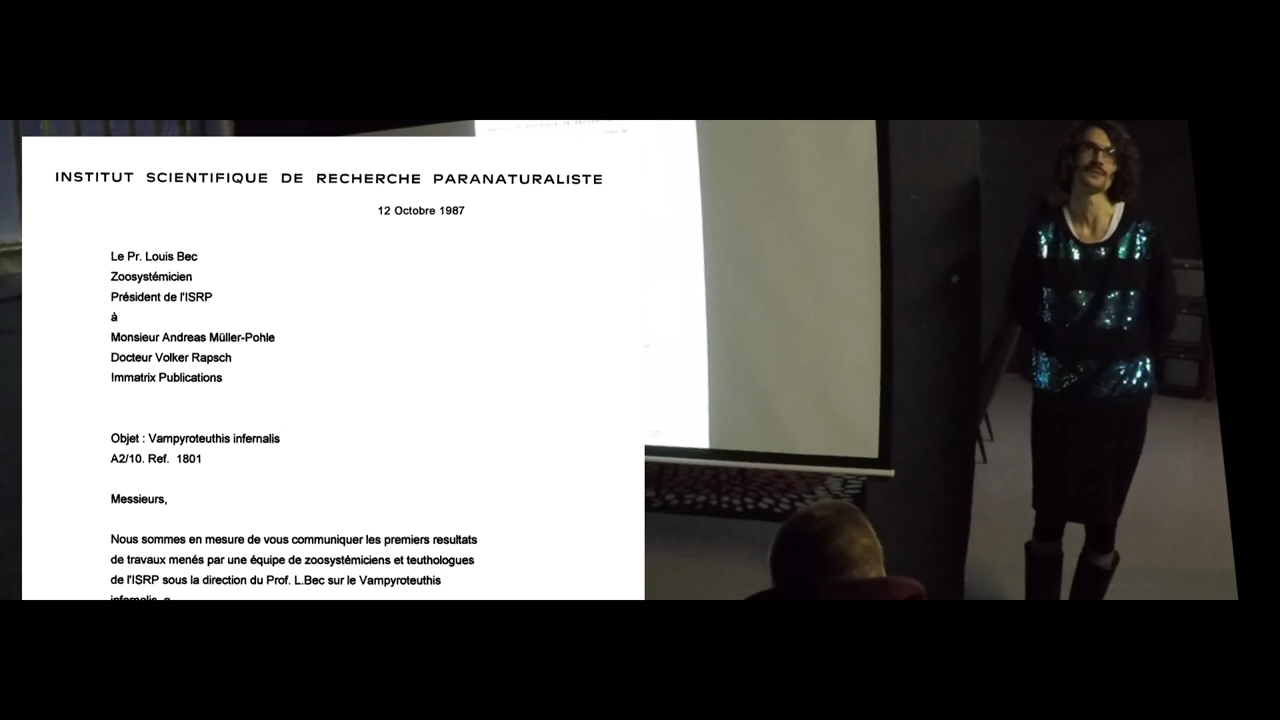 INSTITUT SCIENTIFIQUE DE RECHERCHE PARANATURALISTE
12 Octobre 1987
Le Pr. Louis Bec
Zoosystémicien
Président de l'ISRP
à
Monsieur Andreas Müller-Pohle
Docteur Volker Rapsch
Immatrix Publications
Objet : Vampyroteuthis infernalis
A2/10. Ref. 1801
Messieurs,
Nous sommes en mesure de vous communiquer les premiers resultats
de travaux menés par une équipe de zoosystémiciens et teuthologues
de l'ISRP sous la direction du Prof. L.Bec sur le Vampyroteuthis